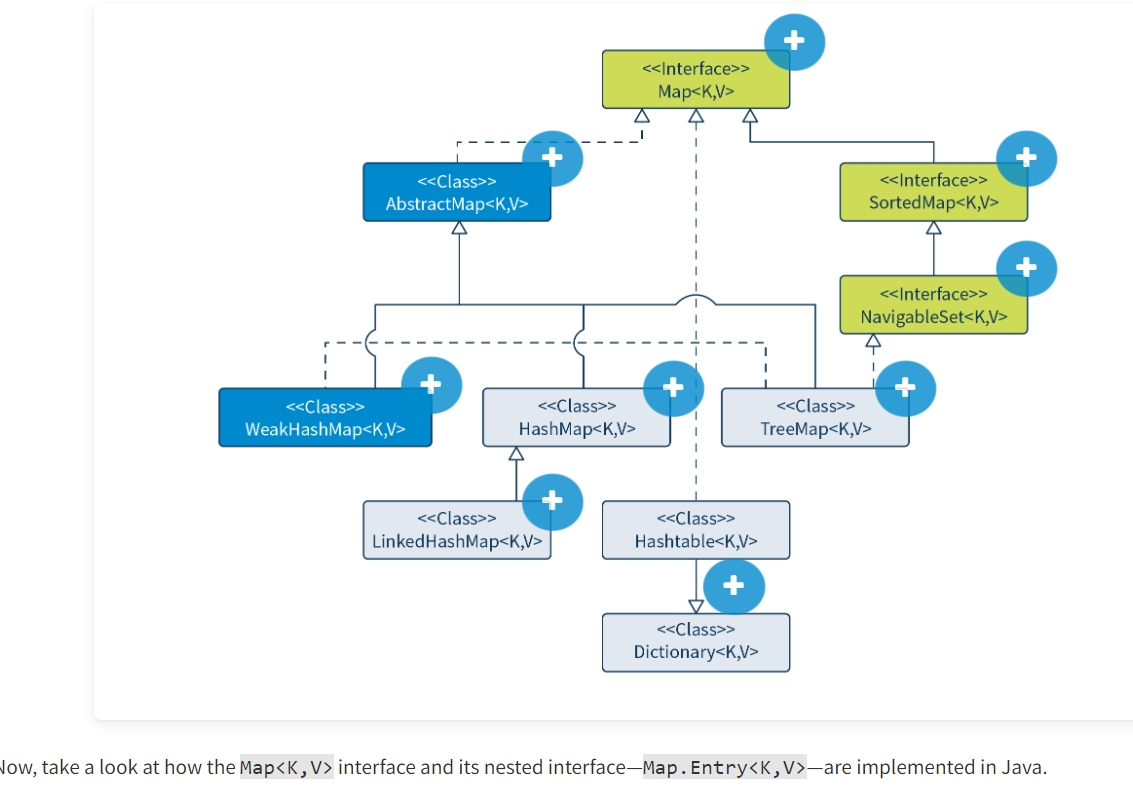 <<Interface>>
Map<K,V>
<<Class>>
AbstractMap<K,V>
<<Interface>>
SortedMap<K,V>
<<Interface>>
NavigableSet<K,V>
<<Class>>
WeakHashMap<K,V>
<<Class>>
HashMap<K,V>
<<Class>>
TreeMap<K,V>
<<Class>>
LinkedHashMap<K,V>
<<Class>>
Hashtable<K,V>
<<Class>>
Dictionary<K,V>
Now, take a look at how the Map<K,V> interface and its nested interface—Map.Entry<K,V>—are implemented in Java.